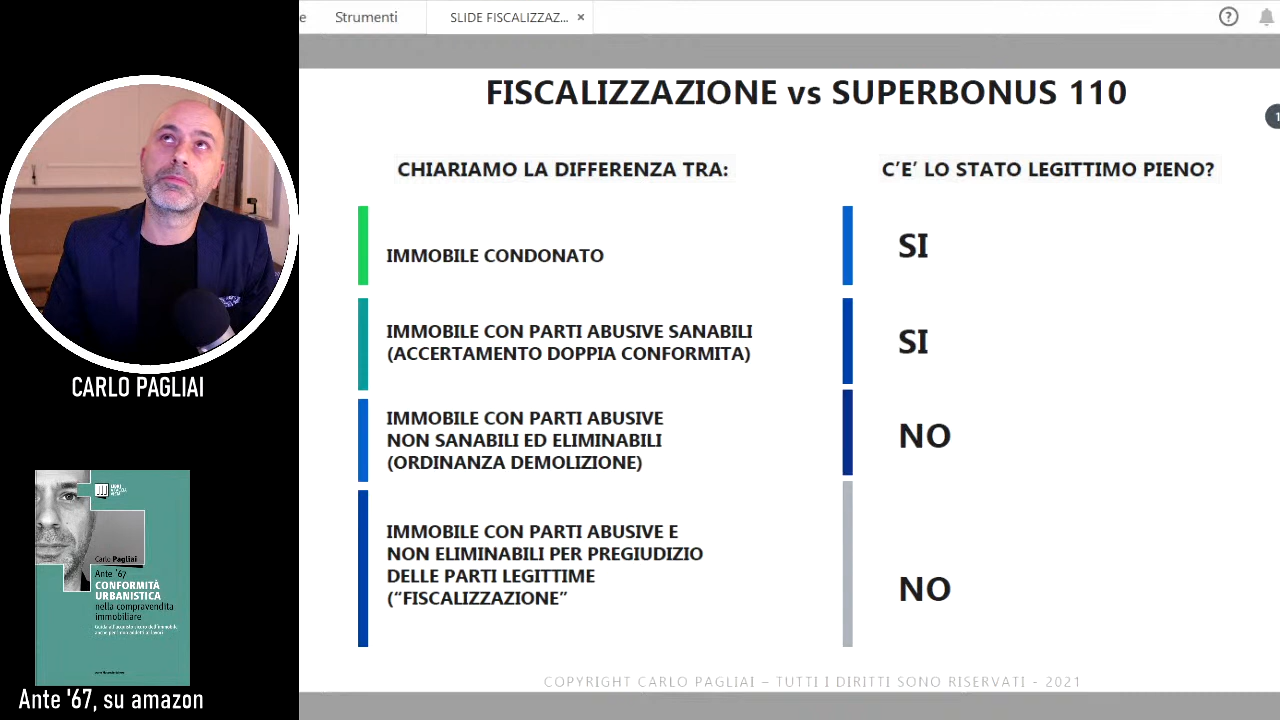 e
Strumenti
SLIDE FISCALIZZAZ... ×
?
FISCALIZZAZIONE vs SUPERBONUS 110
1
CHIARIAMO LA DIFFERENZA TRA:
C’E’ LO STATO LEGITTIMO PIENO?
IMMOBILE CONDONATO
SI
IMMOBILE CON PARTI ABUSIVE SANABILI
(ACCERTAMENTO DOPPIA CONFORMITA)
SI
IMMOBILE CON PARTI ABUSIVE
NON SANABILI ED ELIMINABILI
(ORDINANZA DEMOLIZIONE)
NO
IMMOBILE CON PARTI ABUSIVE E
NON ELIMINABILI PER PREGIUDIZIO
DELLE PARTI LEGITTIME
(“FISCALIZZAZIONE”
NO
COPYRIGHT CARLO PAGLIAI – TUTTI I DIRITTI SONO RISERVATI - 2021
CARLO PAGLIAI
Carlo Pagliai
Ante '67
CONFORMITÀ
URBANISTICA
nella compravendita
immobiliare
Ante '67, su amazon